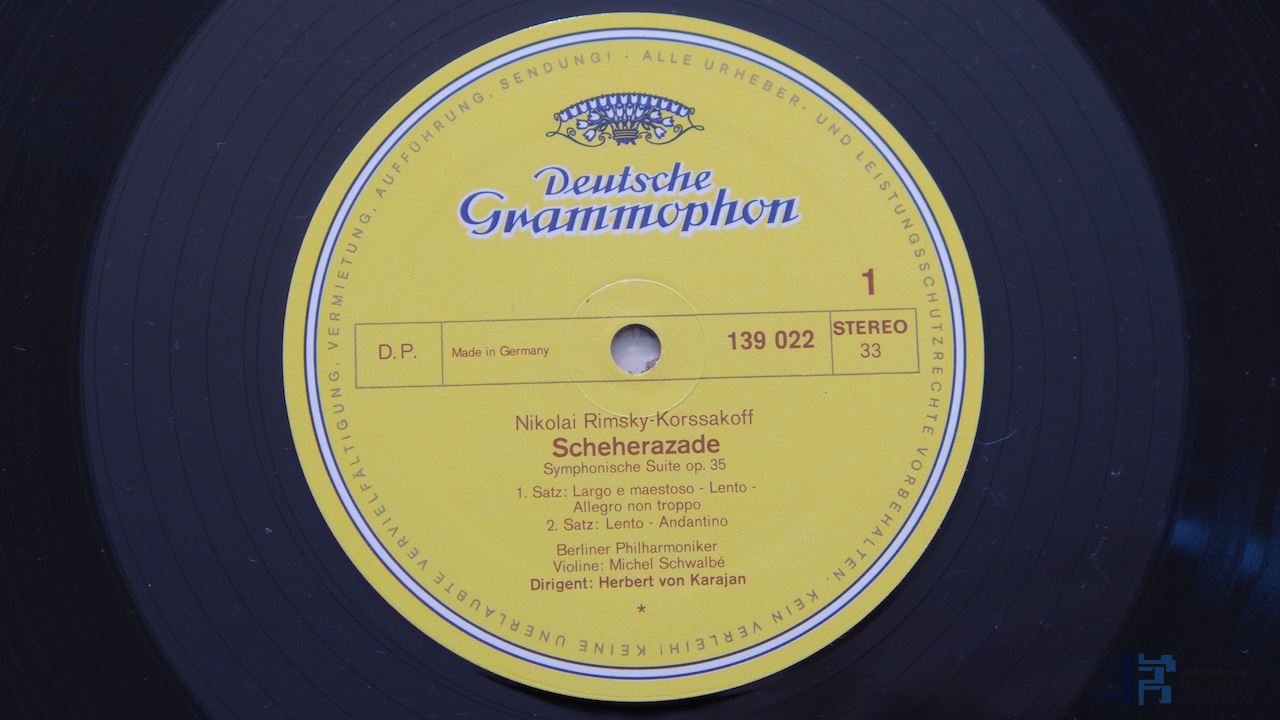 KEINE UNERLAUBTE VERVIELFÄLTIGUNG, VERMIETUNG, AUFFÜHRUNG, SENDUNG! · ALLE URHEBER- UND LEISTUNGSSCHUTZRECHTE VORBEHALTEN. KEIN VERLEIH!
Deutsche
Grammophon
1
D.P.
Made in Germany
139 022
STEREO
33
Nikolai Rimsky-Korssakoff
Scheherazade
Symphonische Suite op. 35
1. Satz: Largo e maestoso - Lento -
Allegro non troppo
2. Satz: Lento - Andantino
Berliner Philharmoniker
Violine: Michel Schwalbé
Dirigent: Herbert von Karajan
*